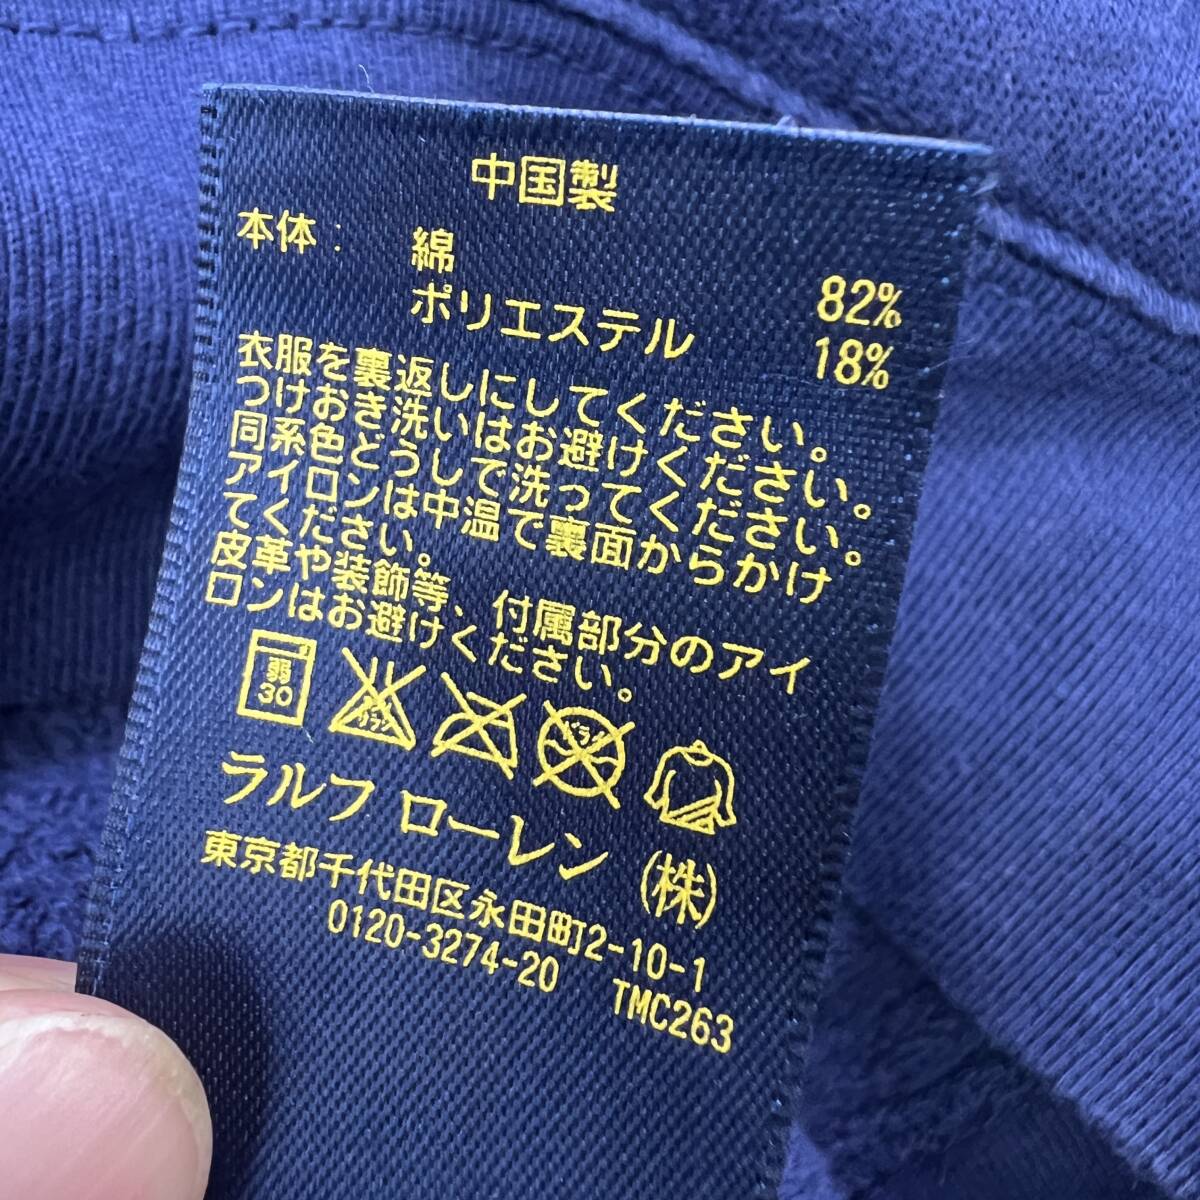 中国製
本体： 綿 82%
ポリエステル 18%
衣服を裏返しにしてください。
つけおき洗いはお避けください。
同系色どうしで洗ってください。
アイロンは中温で裏面からかけ
てください。
皮革や装飾等、付属部分のアイ
ロンはお避けください。
弱
30
ドライ
ラルフ ローレン (株)
東京都千代田区永田町2-10-1
0120-3274-20 TMC263